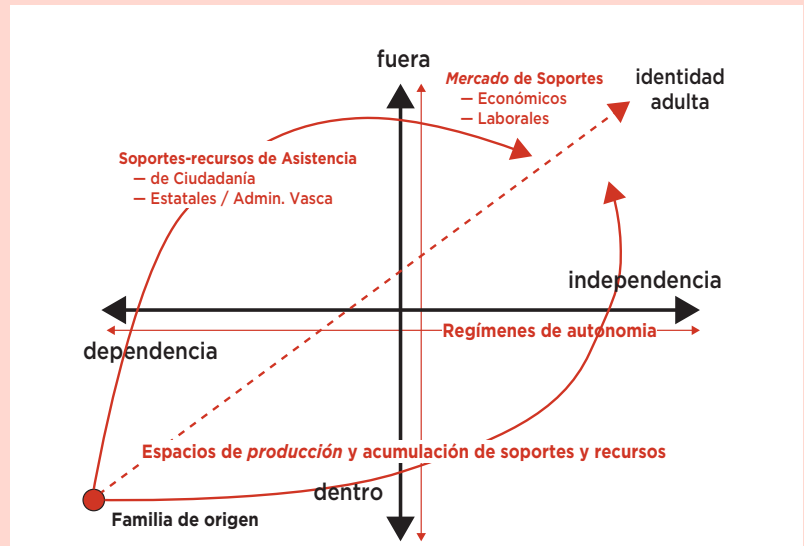 fuera
Mercado de Soportes
— Económicos
— Laborales
identidad
adulta
Soportes-recursos de Asistencia
— de Ciudadanía
— Estatales / Admin. Vasca
independencia
Regímenes de autonomia
dependencia
Espacios de producción y acumulación de soportes y recursos
dentro
Familia de origen